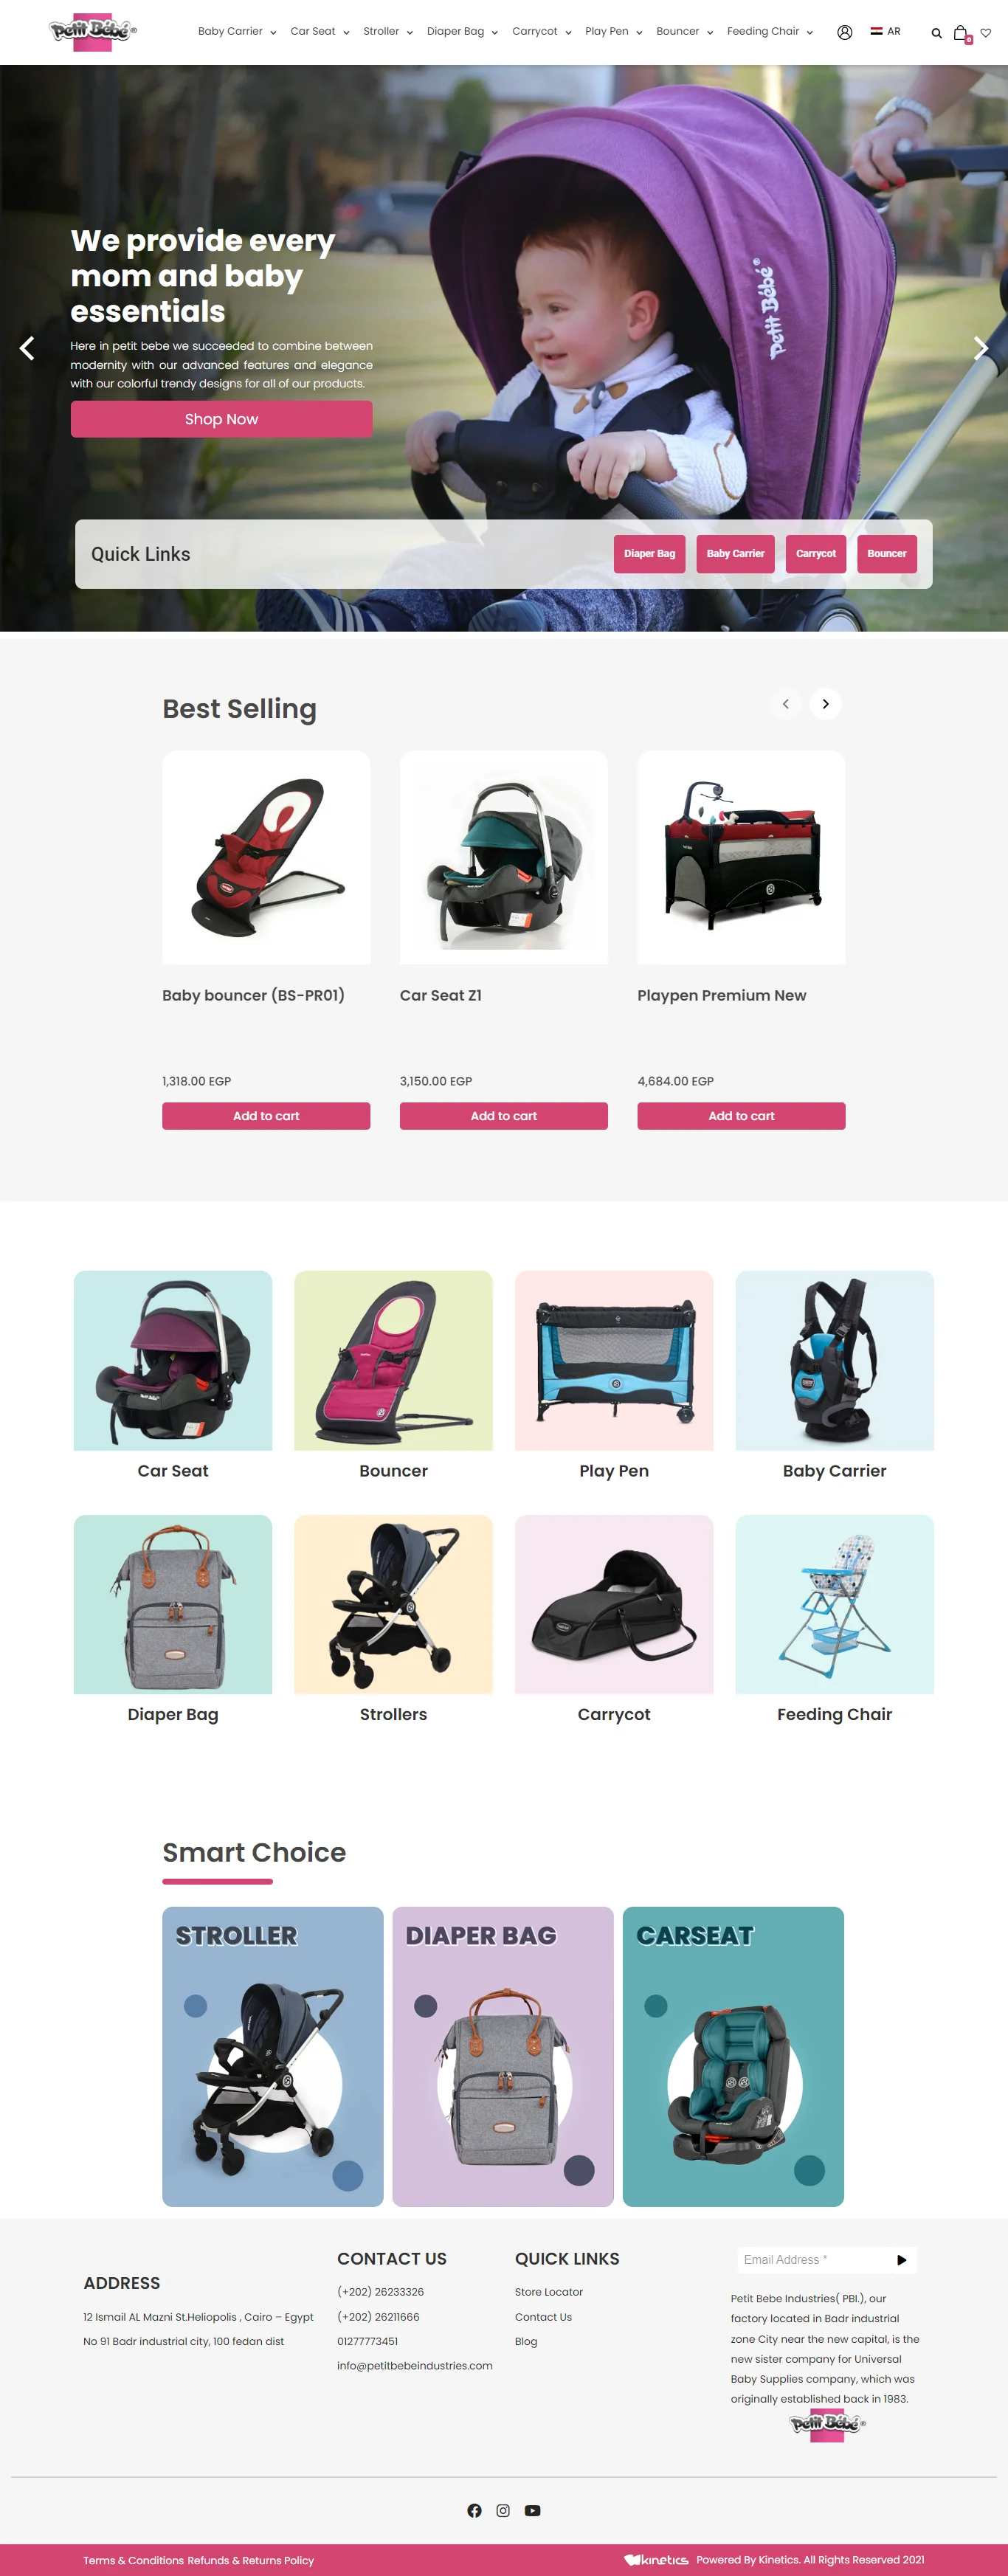 Petit Bébé®
Baby Carrier Car Seat Stroller Diaper Bag Carrycot Play Pen Bouncer Feeding Chair AR
0
We provide every
mom and baby
essentials
Petit Bébé®
Here in petit bebe we succeeded to combine between
modernity with our advanced features and elegance
with our colorful trendy designs for all of our products.
Shop Now
Quick Links
Diaper Bag Baby Carrier Carrycot Bouncer
Best Selling
Baby bouncer (BS-PR01) Car Seat Z1 Playpen Premium New
1,318.00 EGP 3,150.00 EGP 4,684.00 EGP
Add to cart Add to cart Add to cart
Petit Bébé
Car Seat Bouncer Play Pen Baby Carrier
Diaper Bag Strollers Carrycot Feeding Chair
Smart Choice
STROLLER DIAPER BAG CARSEAT
ADDRESS
12 Ismail AL Mazni St.Heliopolis , Cairo – Egypt
No 91 Badr industrial city, 100 fedan dist
CONTACT US
(+202) 26233326
(+202) 26211666
01277773451
info@petitbebeindustries.com
QUICK LINKS
Store Locator
Contact Us
Blog
Email Address *
Petit Bebe Industries( PBI.), our
factory located in Badr industrial
zone City near the new capital, is the
new sister company for Universal
Baby Supplies company, which was
originally established back in 1983.
Petit Bébé®
Terms & Conditions Refunds & Returns Policy
kinetics Powered By Kinetics. All Rights Reserved 2021